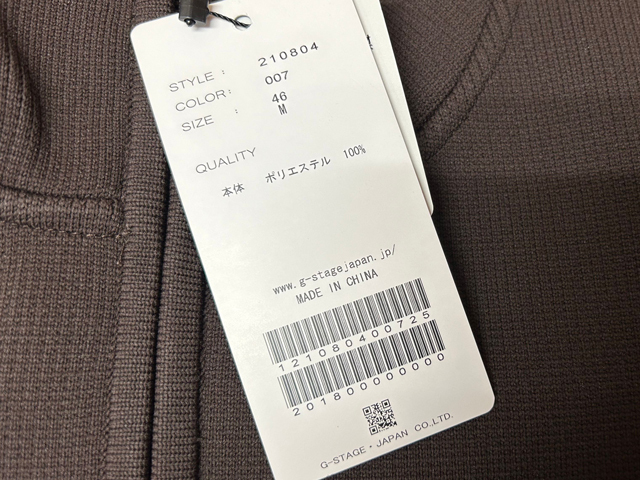 STYLE : 210804
COLOR: 007
SIZE : 46
M
QUALITY
本体 ポリエステル 100%
www.g-stagejapan.jp/
MADE IN CHINA
121080400725
201800000000
G-STAGE・JAPAN CO.,LTD.